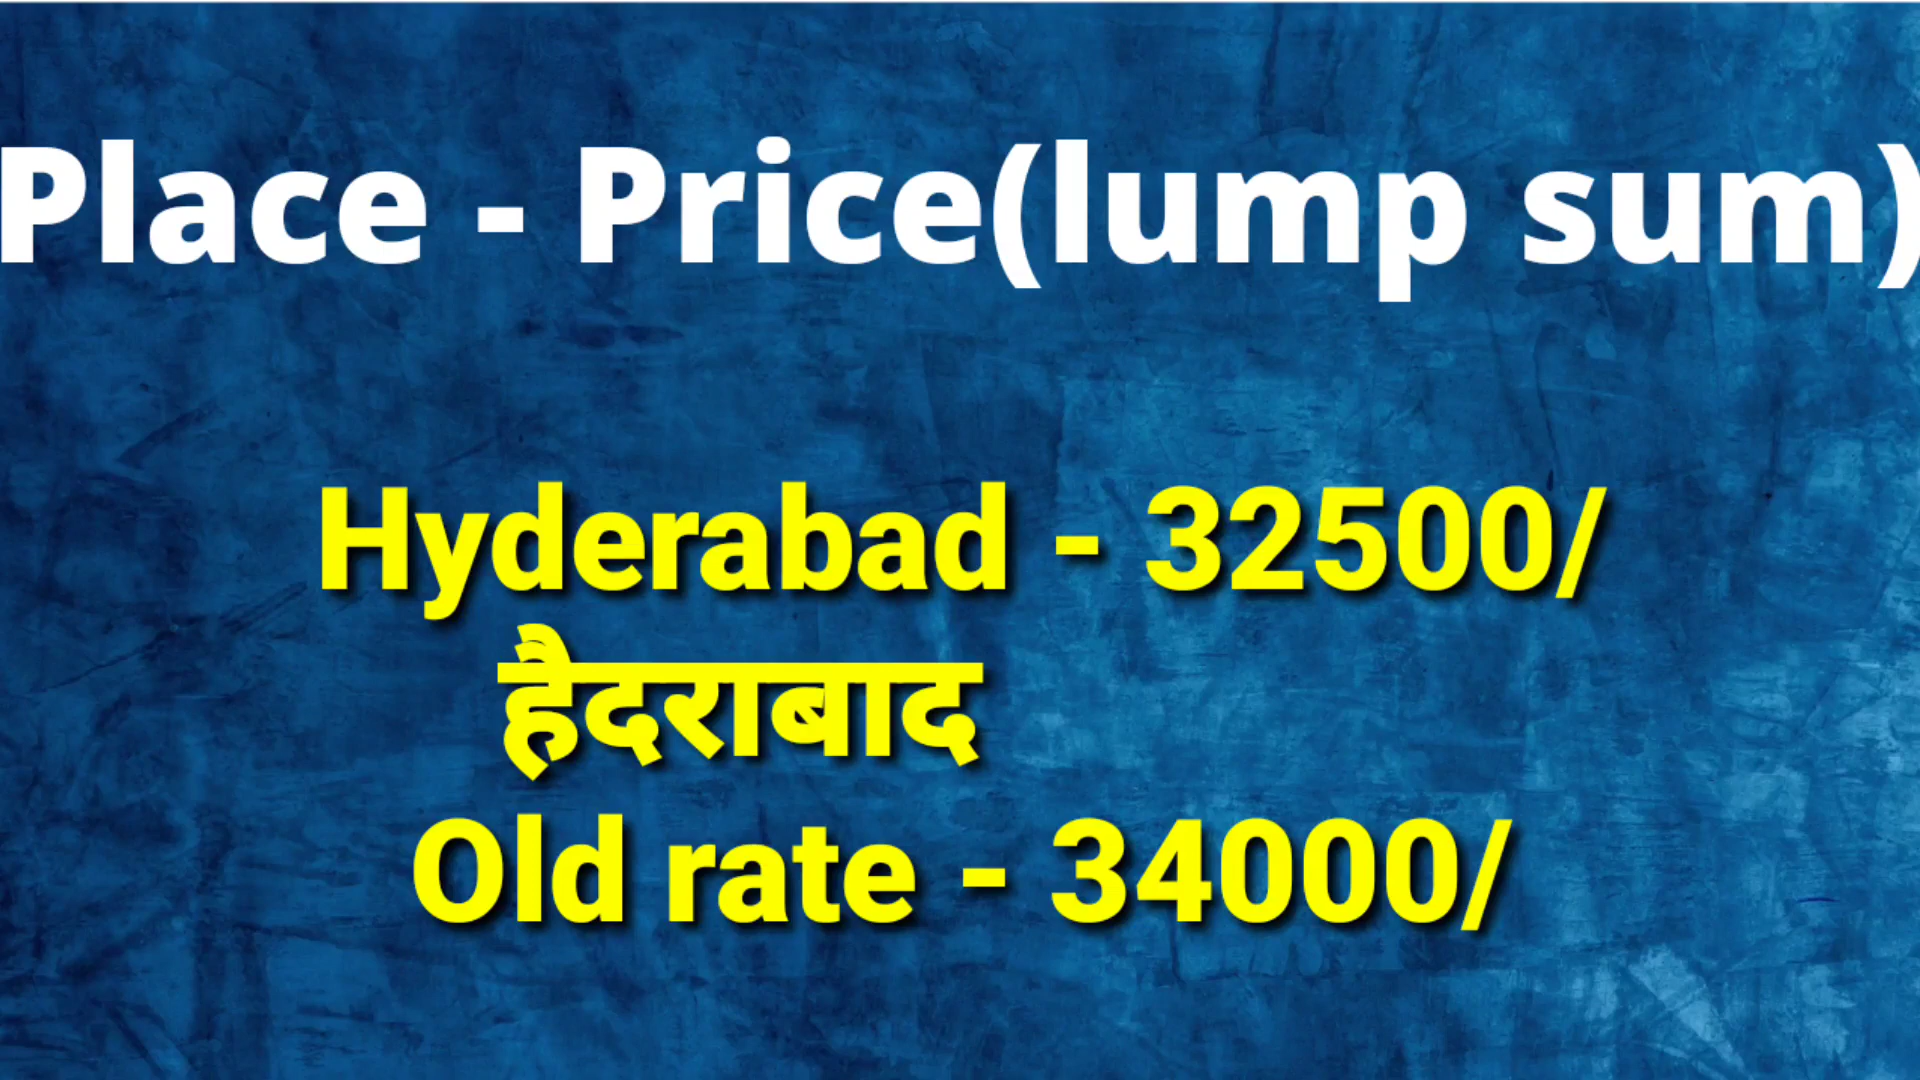 Place - Price(lump sum)
Hyderabad - 32500/
हैदराबाद
Old rate - 34000/